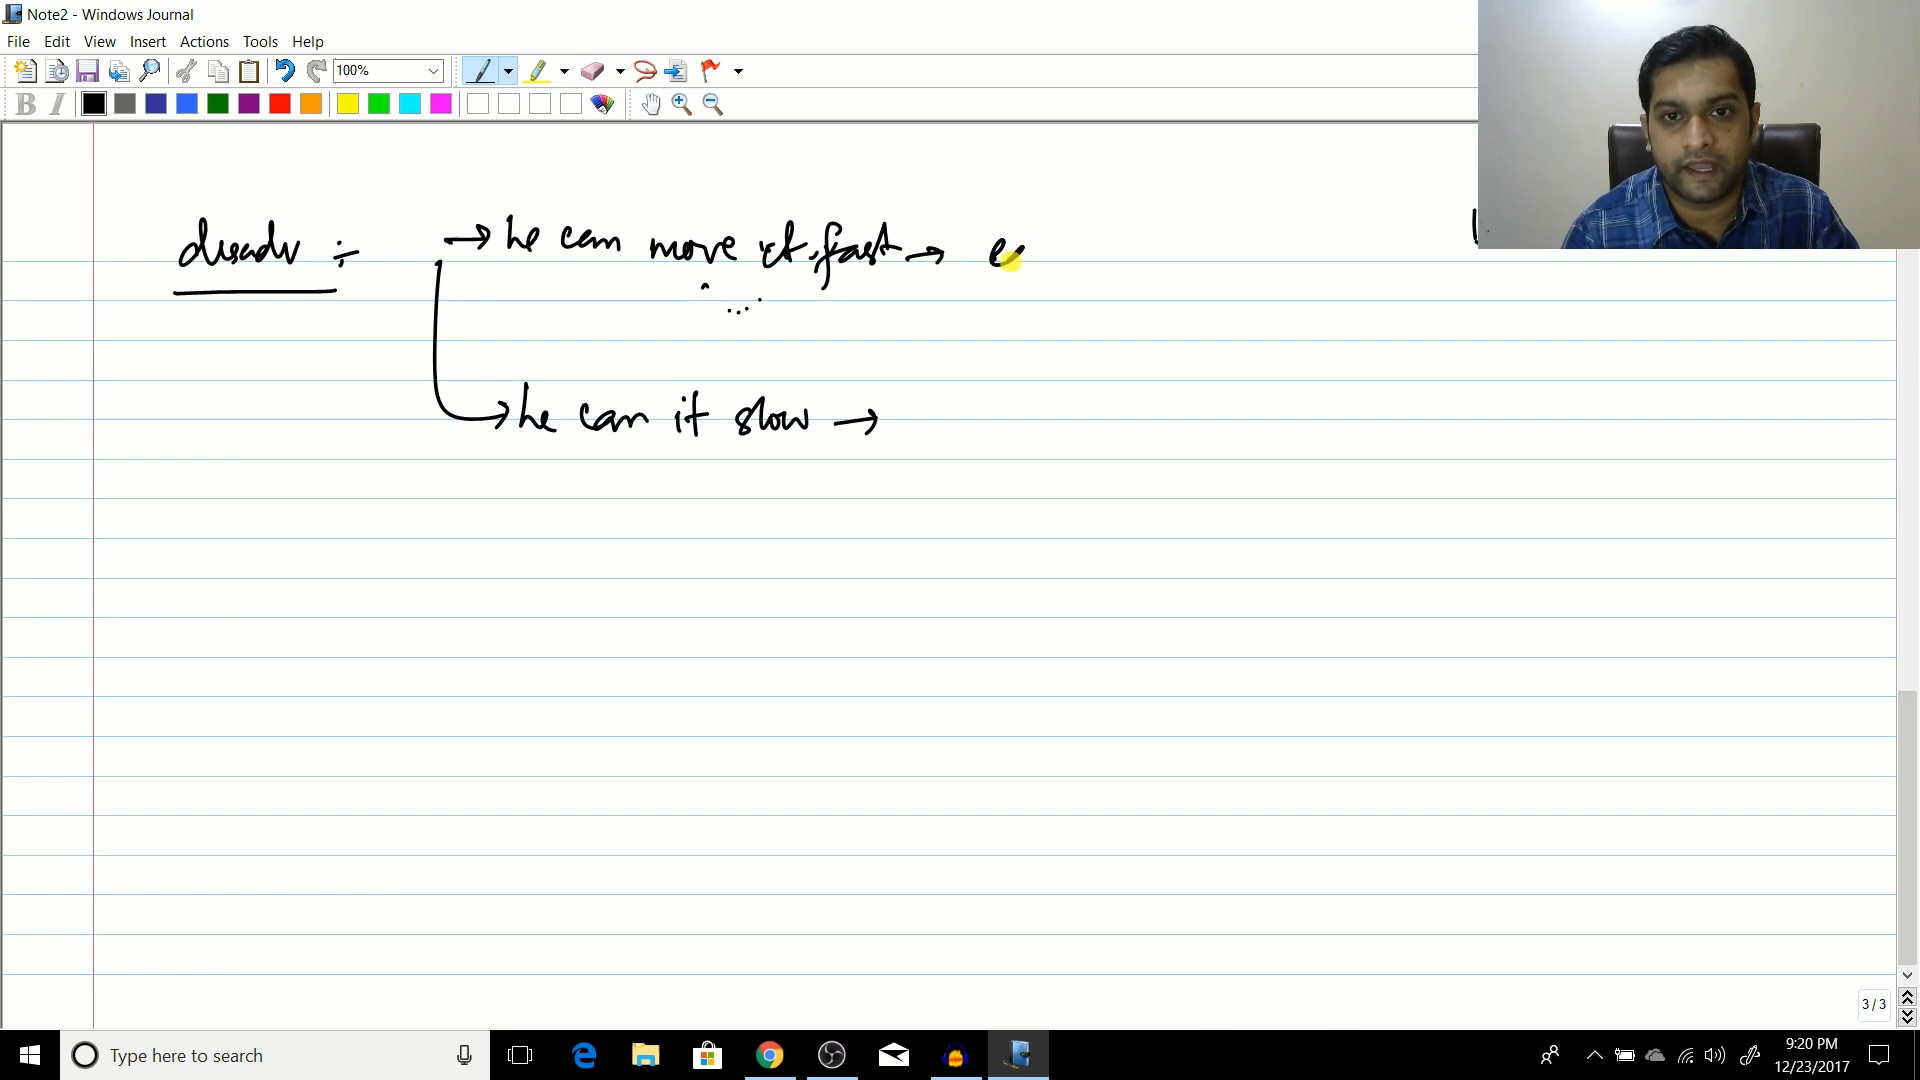 Note2 - Windows Journal
File Edit View Insert Actions Tools Help
100%
B I
disadv ÷ → he can move it fast → e
→ he can it slow →
3 / 3
Type here to search
9:20 PM
12/23/2017